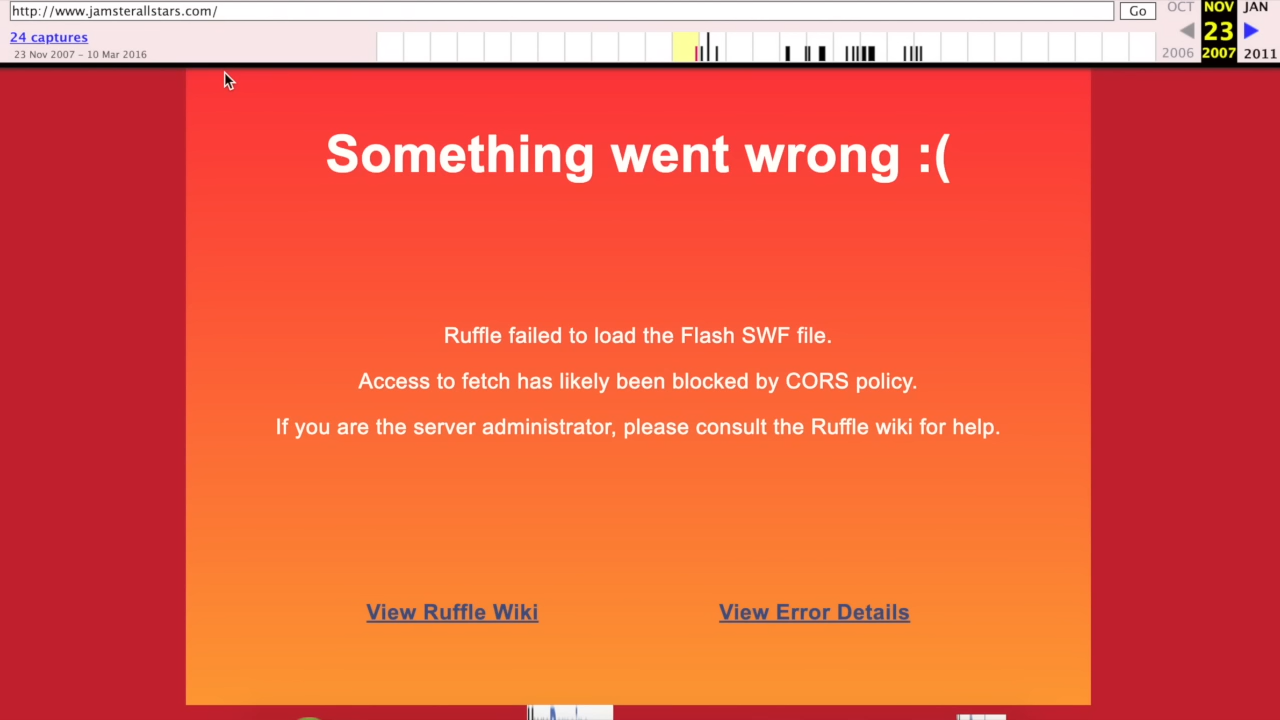 http://www.jamsterallstars.com/
Go
OCT NOV JAN
24 captures
23
23 Nov 2007 – 10 Mar 2016
2006 2007 2011
Something went wrong :(
Ruffle failed to load the Flash SWF file.
Access to fetch has likely been blocked by CORS policy.
If you are the server administrator, please consult the Ruffle wiki for help.
View Ruffle Wiki
View Error Details